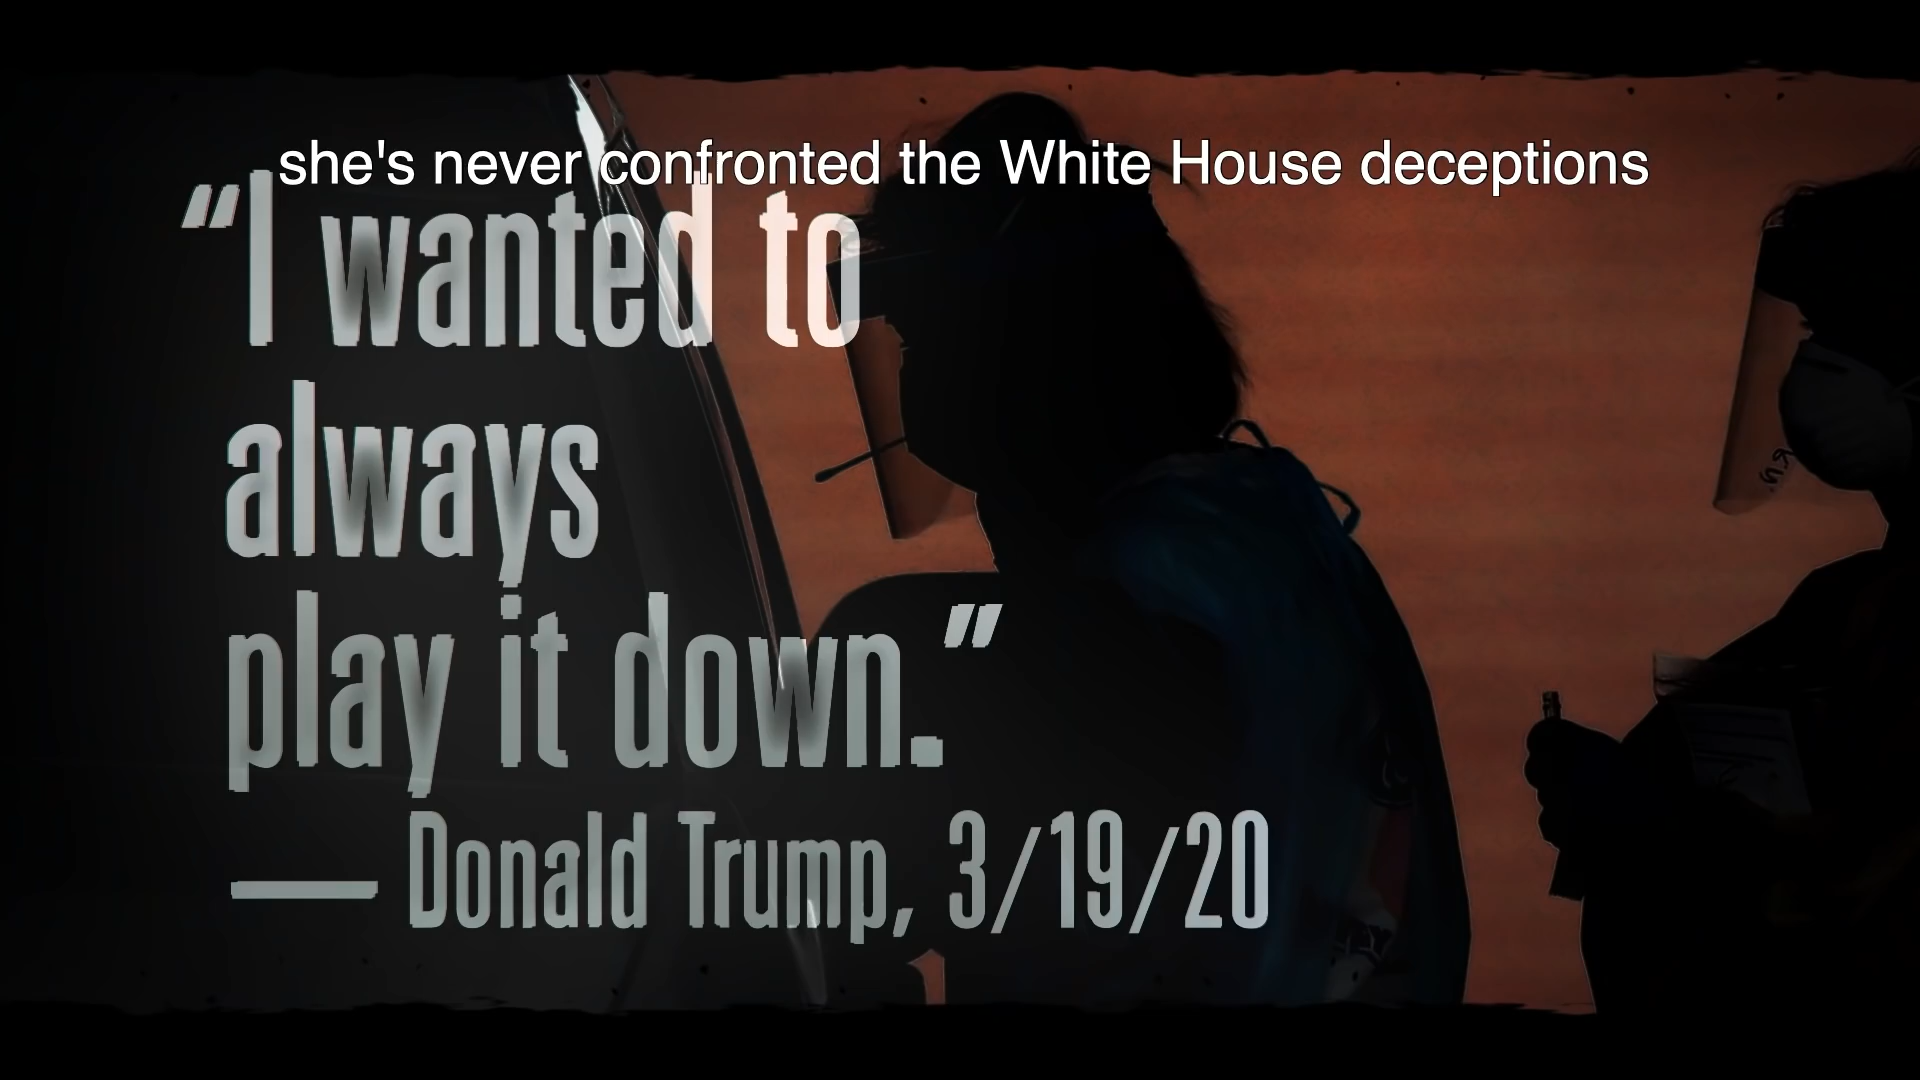 she's never confronted the White House deceptions
“I wanted to
always
play it down.”
— Donald Trump, 3/19/20